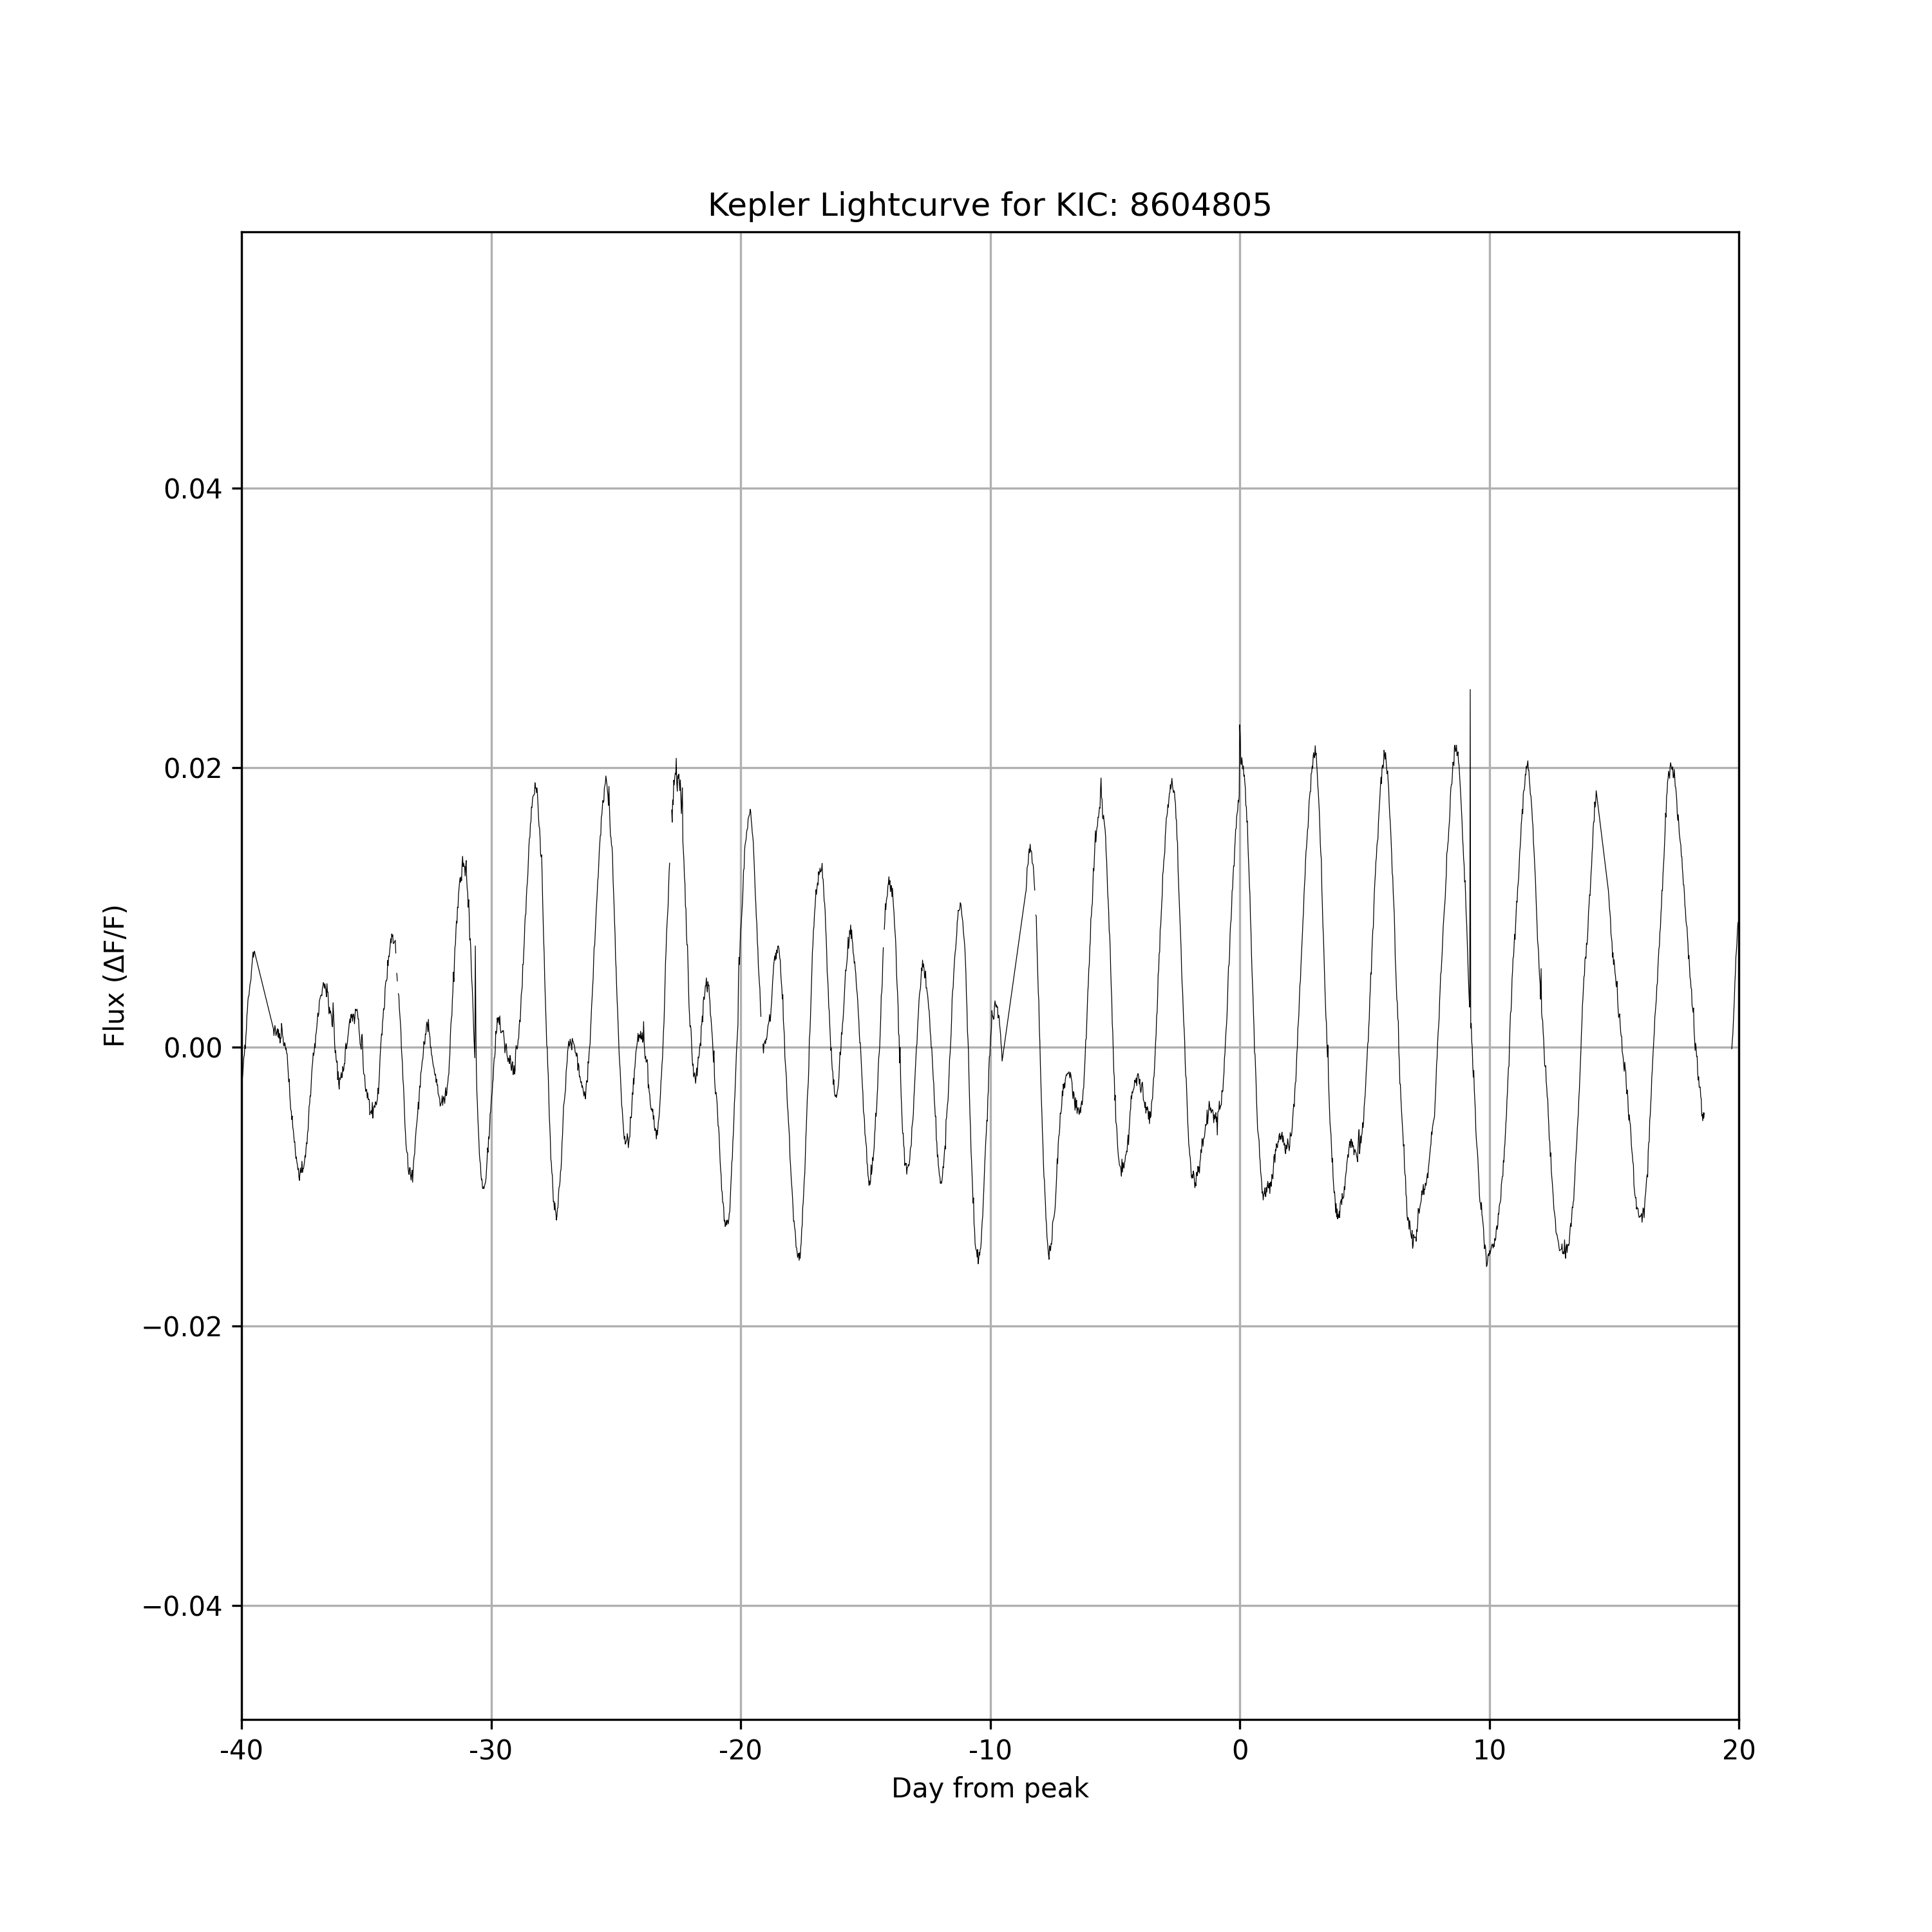 Kepler Lightcurve for KIC: 8604805
0.04
0.02
0.00
−0.02
−0.04
Flux (ΔF/F)
-40 -30 -20 -10 0 10 20
Day from peak